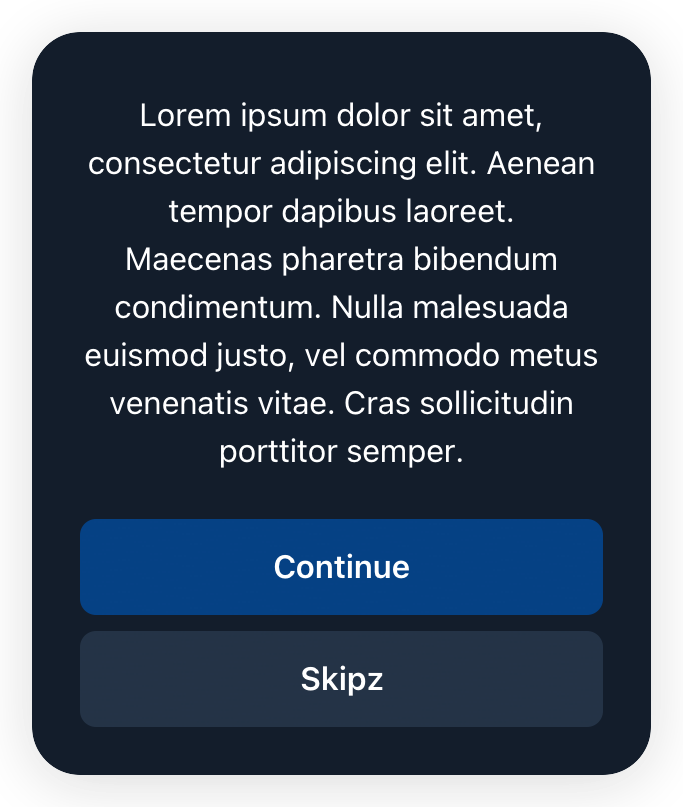 Lorem ipsum dolor sit amet,
consectetur adipiscing elit. Aenean
tempor dapibus laoreet.
Maecenas pharetra bibendum
condimentum. Nulla malesuada
euismod justo, vel commodo metus
venenatis vitae. Cras sollicitudin
porttitor semper.
Continue
Skipz